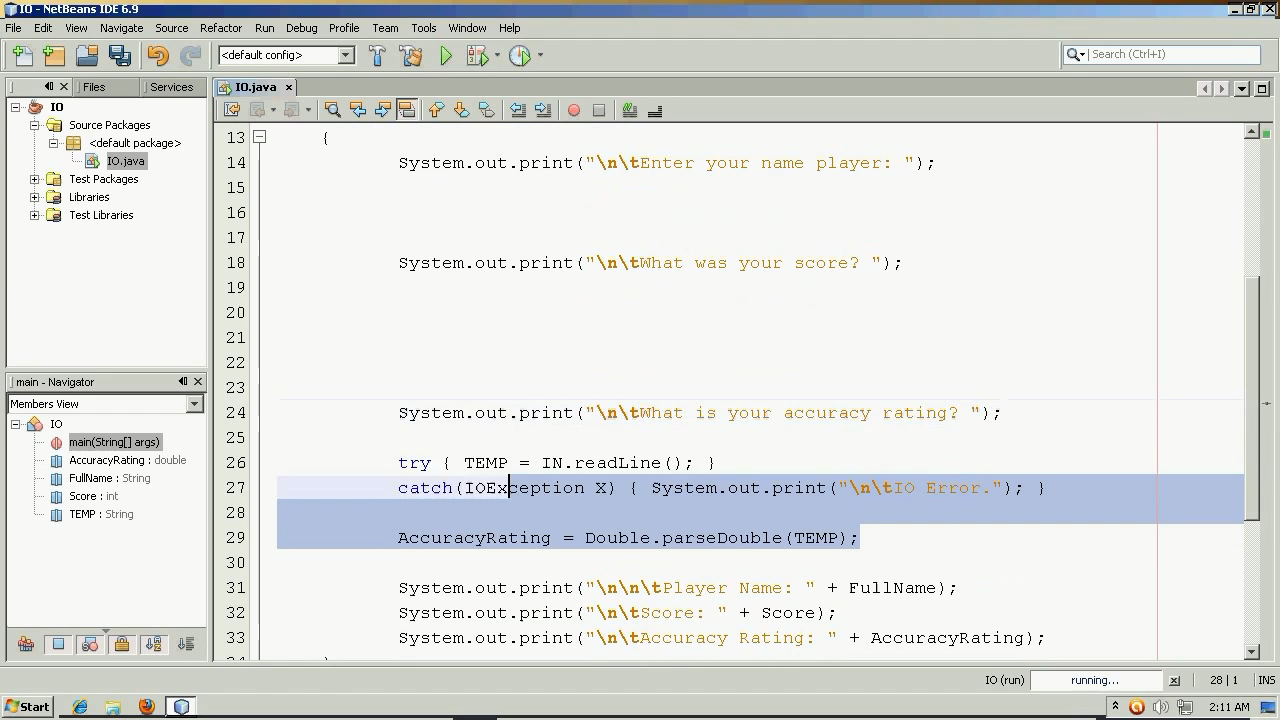 IO - NetBeans IDE 6.9
File Edit View Navigate Source Refactor Run Debug Profile Team Tools Window Help
<default config>
Search (Ctrl+I)
Files Services
IO.java
IO
Source Packages
<default package>
IO.java
Test Packages
Libraries
Test Libraries
main - Navigator
Members View
IO
main(String[] args)
AccuracyRating : double
FullName : String
Score : int
TEMP : String
13 {
14 System.out.print("\n\tEnter your name player: ");
15
16
17
18 System.out.print("\n\tWhat was your score? ");
19
20
21
22
23
24 System.out.print("\n\tWhat is your accuracy rating? ");
25
26 try { TEMP = IN.readLine(); }
27 catch(IOException X) { System.out.print("\n\tIO Error."); }
28
29 AccuracyRating = Double.parseDouble(TEMP);
30
31 System.out.print("\n\n\tPlayer Name: " + FullName);
32 System.out.print("\n\tScore: " + Score);
33 System.out.print("\n\tAccuracy Rating: " + AccuracyRating);
34 }
IO (run) running... 28 | 1 INS
Start 2:11 AM